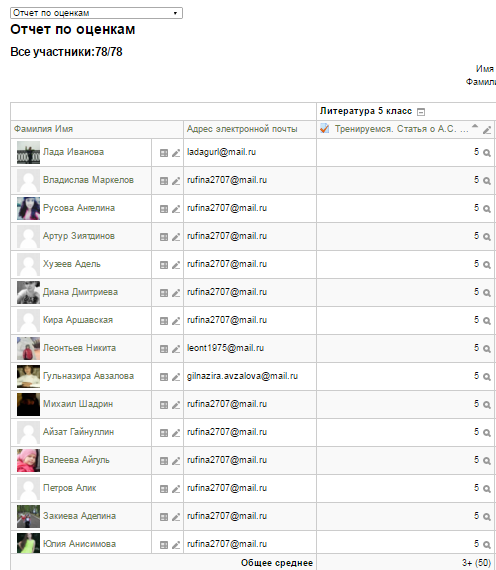 Отчет по оценкам
Отчет по оценкам
Все участники:78/78
Имя
Фамили
Литература 5 класс
Фамилия Имя Адрес электронной почты Тренируемся. Статья о А.С. ...
Лада Иванова ladagurl@mail.ru 5
Владислав Маркелов rufina2707@mail.ru 5
Русова Ангелина rufina2707@mail.ru 5
Артур Зиятдинов rufina2707@mail.ru 5
Хузеев Адель rufina2707@mail.ru 5
Диана Дмитриева rufina2707@mail.ru 5
Кира Аршавская rufina2707@mail.ru 5
Леонтьев Никита leont1975@mail.ru 5
Гульназира Авзалова gilnazira.avzalova@mail.ru 5
Михаил Шадрин rufina2707@mail.ru 5
Айзат Гайнуллин rufina2707@mail.ru 5
Валеева Айгуль rufina2707@mail.ru 5
Петров Алик rufina2707@mail.ru 5
Закиева Аделина rufina2707@mail.ru 5
Юлия Анисимова rufina2707@mail.ru 5
Общее среднее 3+ (50)